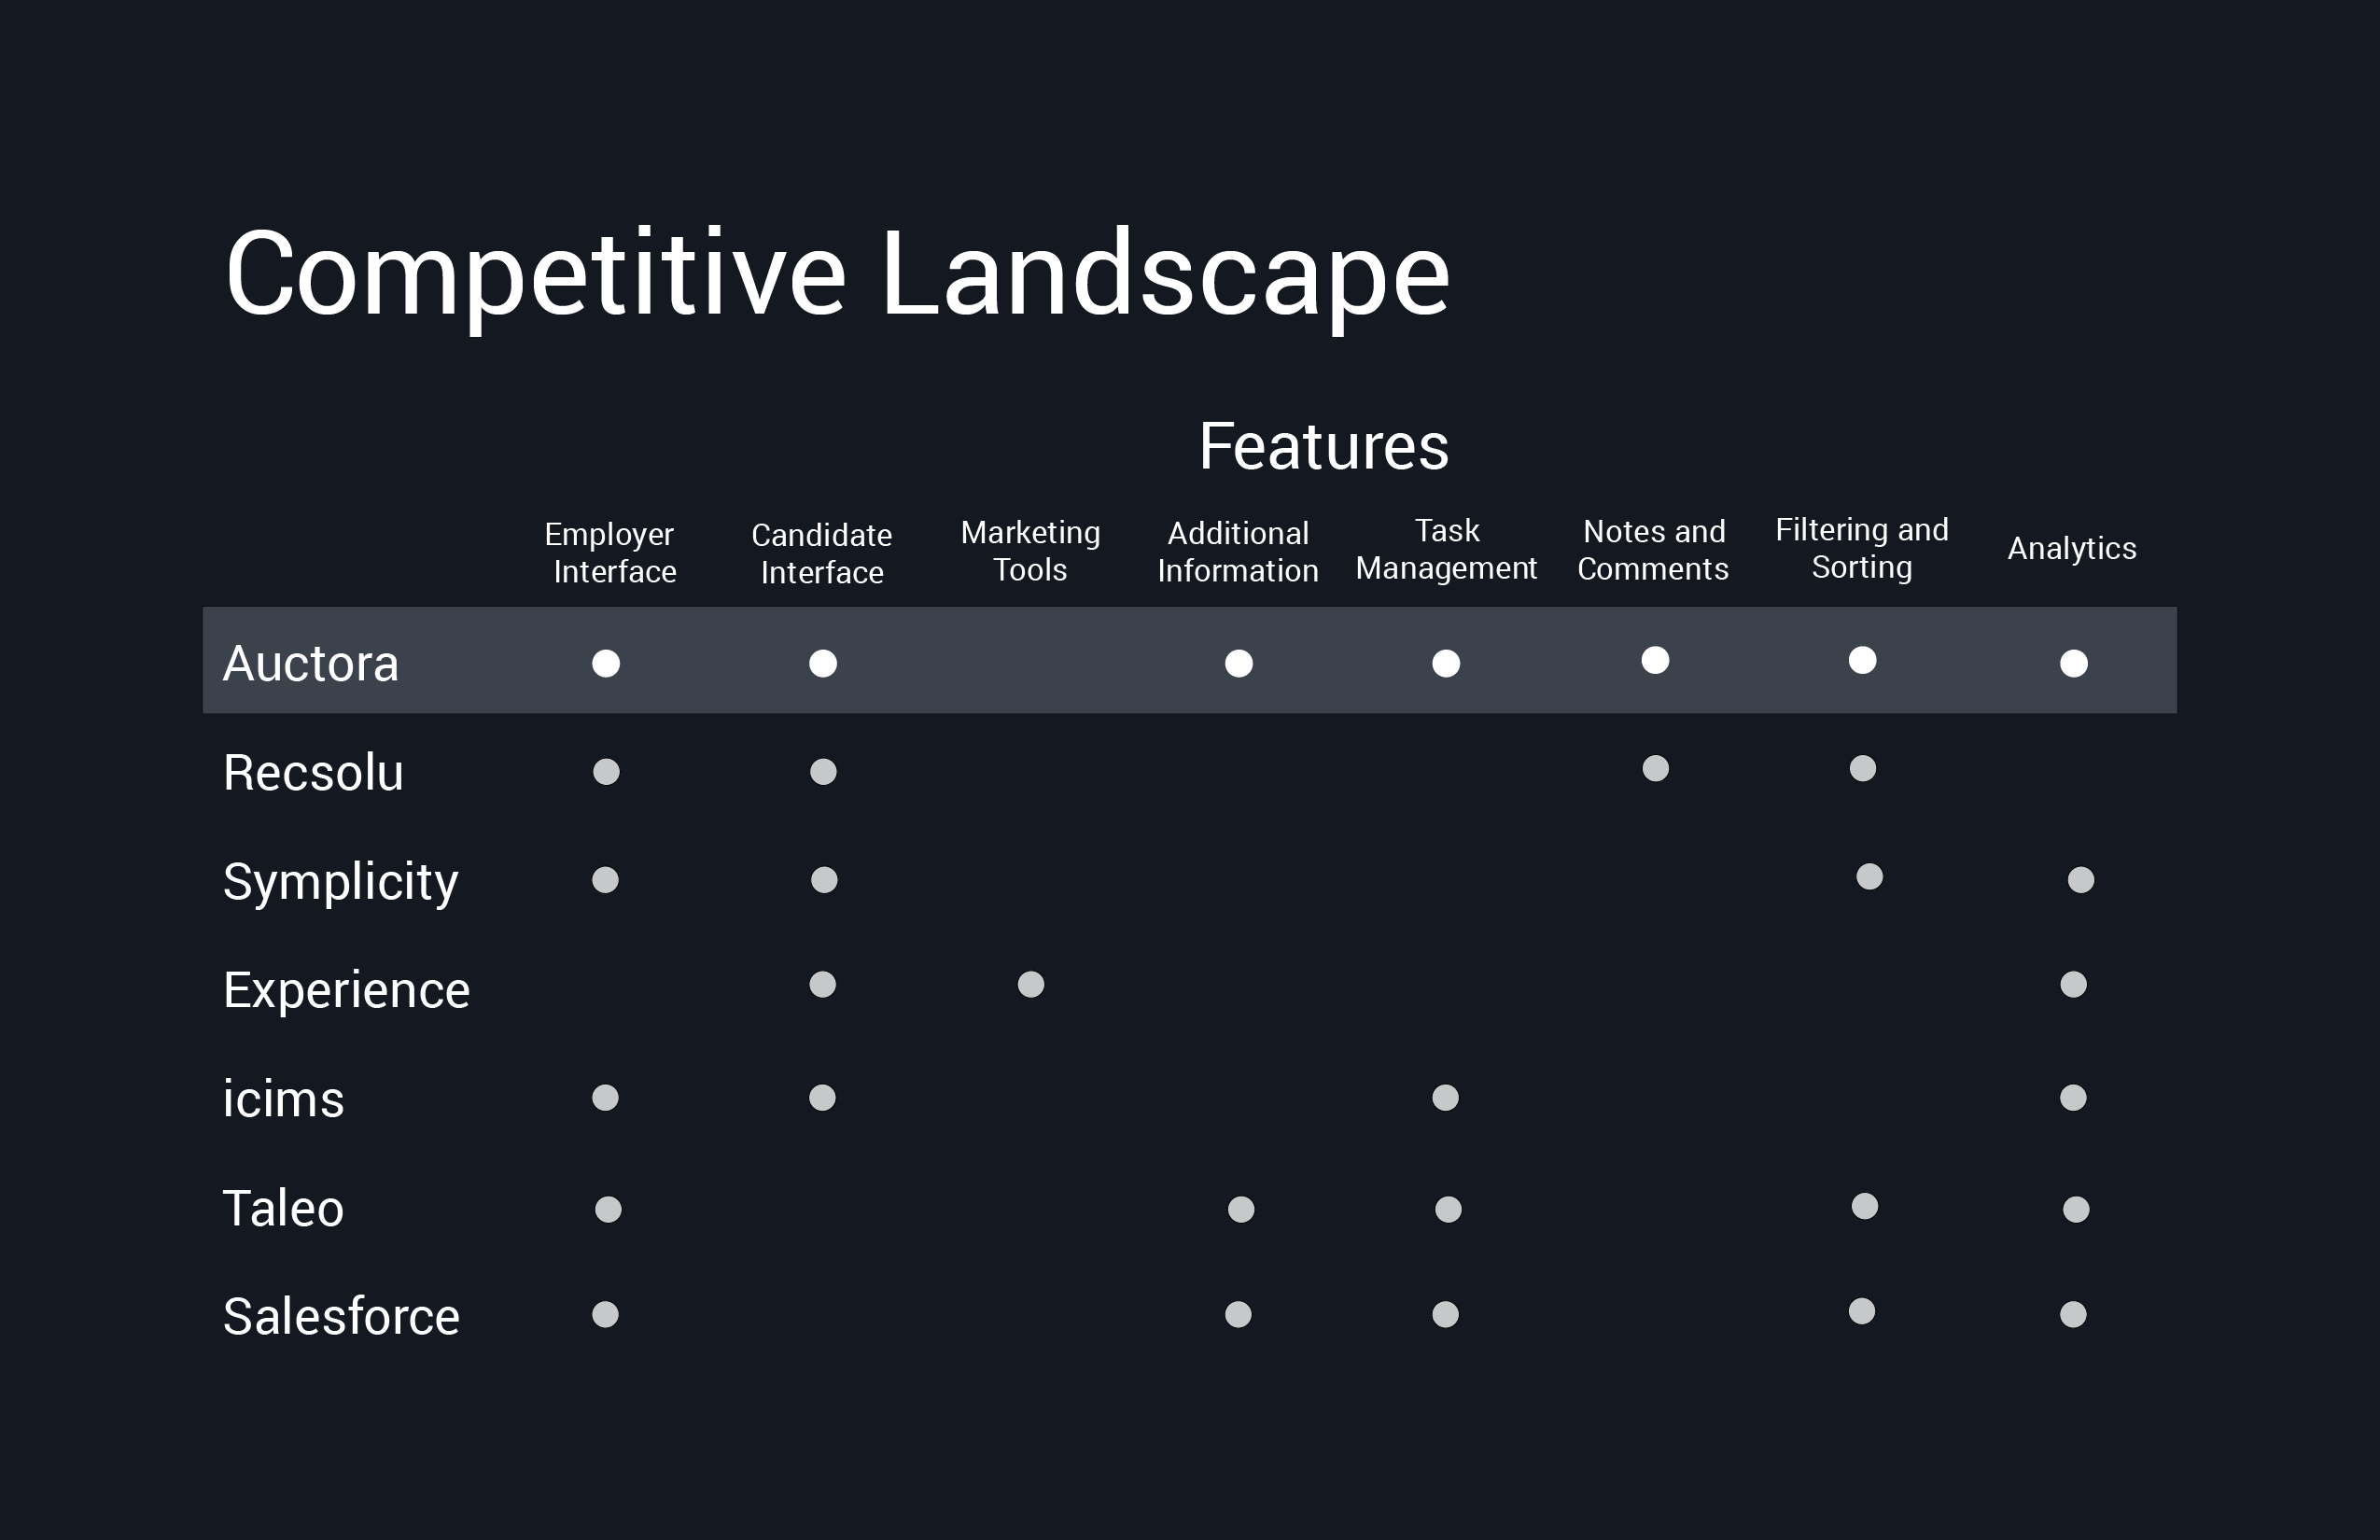 Competitive Landscape
Features
Employer
Interface
Candidate
Interface
Marketing
Tools
Additional
Information
Task
Management
Notes and
Comments
Filtering and
Sorting
Analytics
Auctora
Recsolu
Symplicity
Experience
icims
Taleo
Salesforce